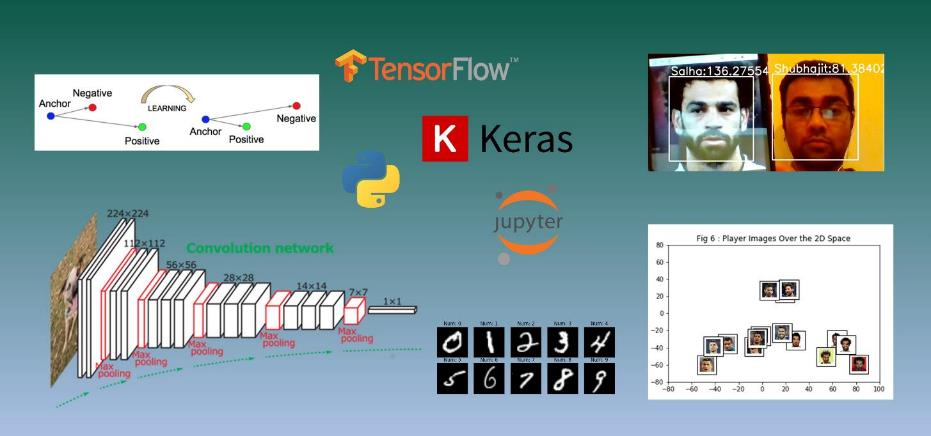 TensorFlow™
Negative
Anchor
LEARNING
Positive
Anchor
Positive
Negative
K Keras
jupyter
Salha:136.27554
Shubhajit:81.38402
224×224
112×112
56×56
28×28
14×14
7×7
1×1
Convolution network
Max pooling
Max pooling
Max pooling
Max pooling
Max pooling
Num: 0 Num: 1 Num: 2 Num: 3 Num: 4
0 1 2 3 4
Num: 5 Num: 6 Num: 7 Num: 8 Num: 9
5 6 7 8 9
Fig 6 : Player Images Over the 2D Space
80
60
40
20
0
−20
−40
−60
−80
−80 −60 −40 −20 0 20 40 60 80 100